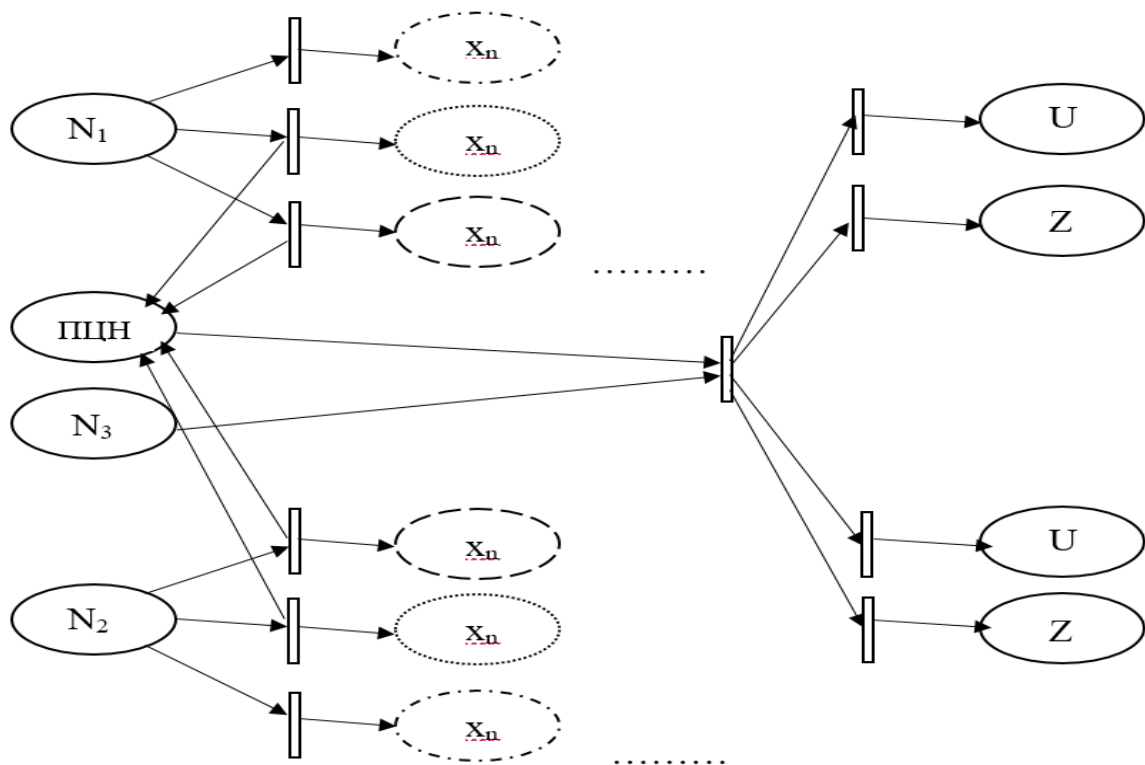 xₙ
N₁
xₙ
U
xₙ
Z
.........
ПЦН
N₃
xₙ
U
N₂
xₙ
Z
xₙ
.........